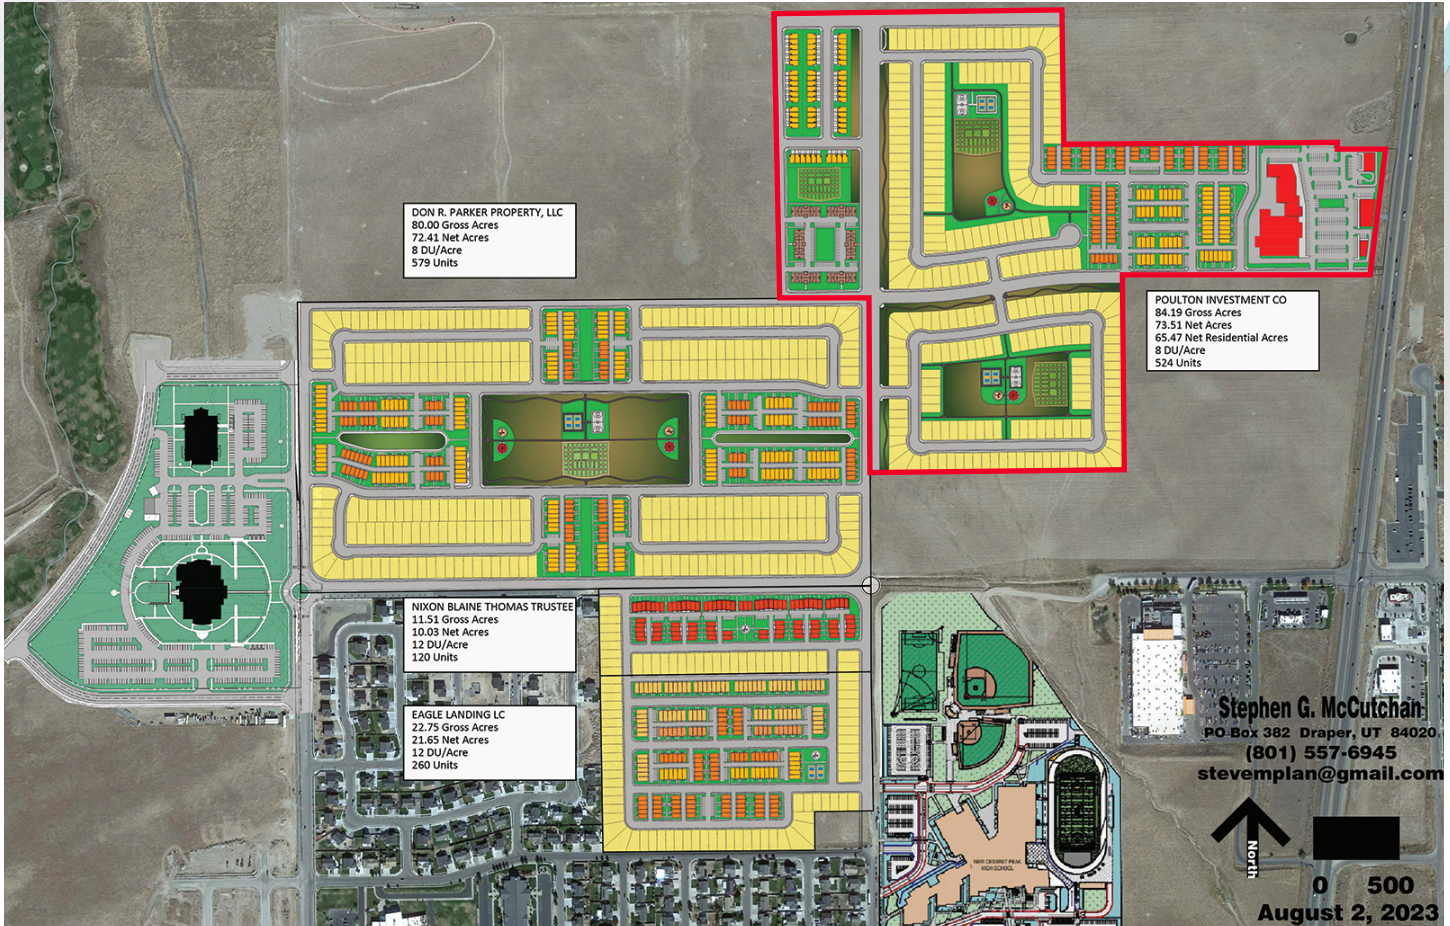 DON R. PARKER PROPERTY, LLC
80.00 Gross Acres
72.41 Net Acres
8 DU/Acre
579 Units
POULTON INVESTMENT CO
84.19 Gross Acres
73.51 Net Acres
65.47 Net Residential Acres
8 DU/Acre
524 Units
NIXON BLAINE THOMAS TRUSTEE
11.51 Gross Acres
10.03 Net Acres
12 DU/Acre
120 Units
EAGLE LANDING LC
22.75 Gross Acres
21.65 Net Acres
12 DU/Acre
260 Units
Stephen G. McCutchan
PO Box 382 Draper, UT 84020
(801) 557-6945
stevemplan@gmail.com
North
0 500
August 2, 2023
HIGH SCHOOL